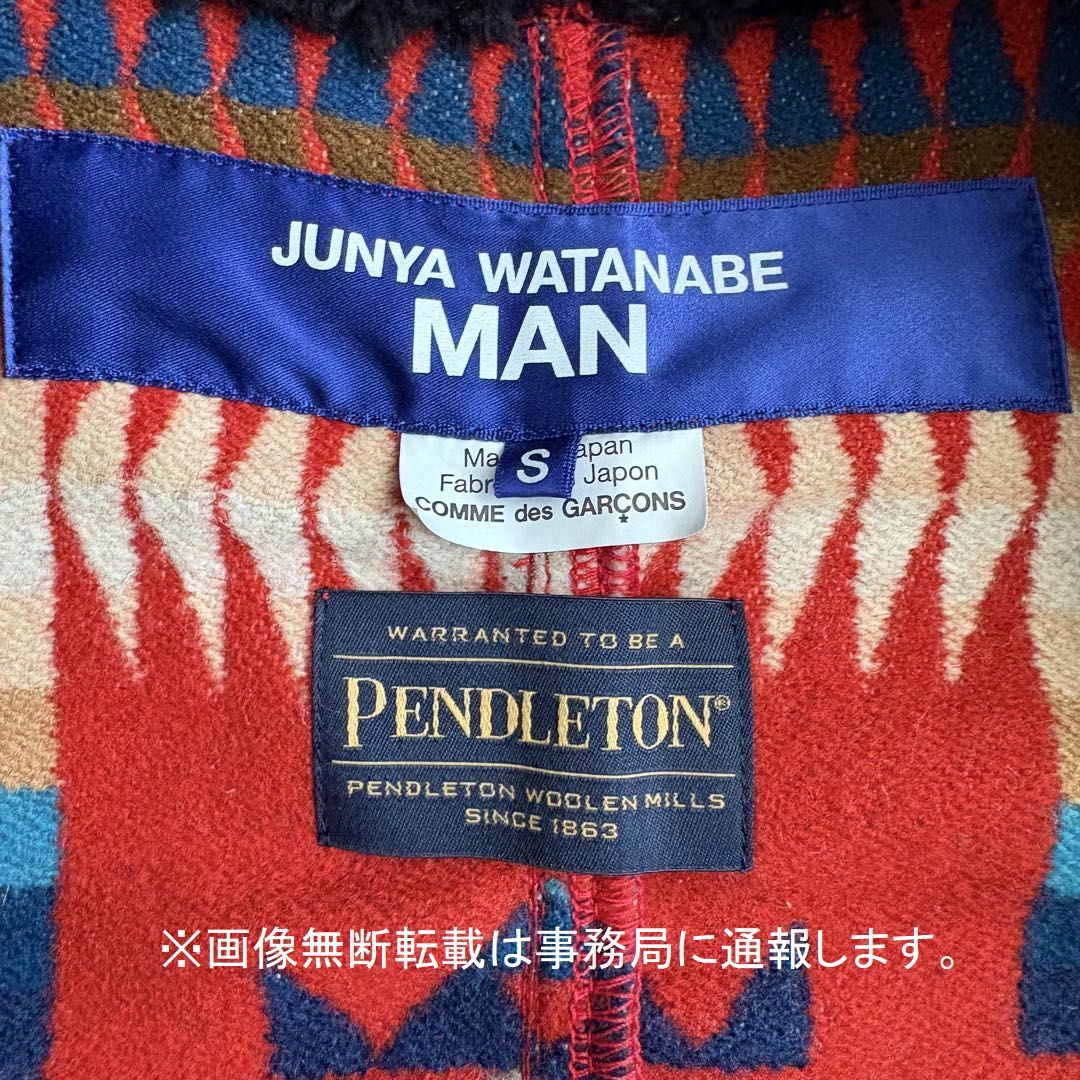 JUNYA WATANABE
MAN
S
Japon
COMME des GARÇONS
WARRANTED TO BE A
PENDLETON®
PENDLETON WOOLEN MILLS
SINCE 1863
※画像無断転載は事務局に通報します。